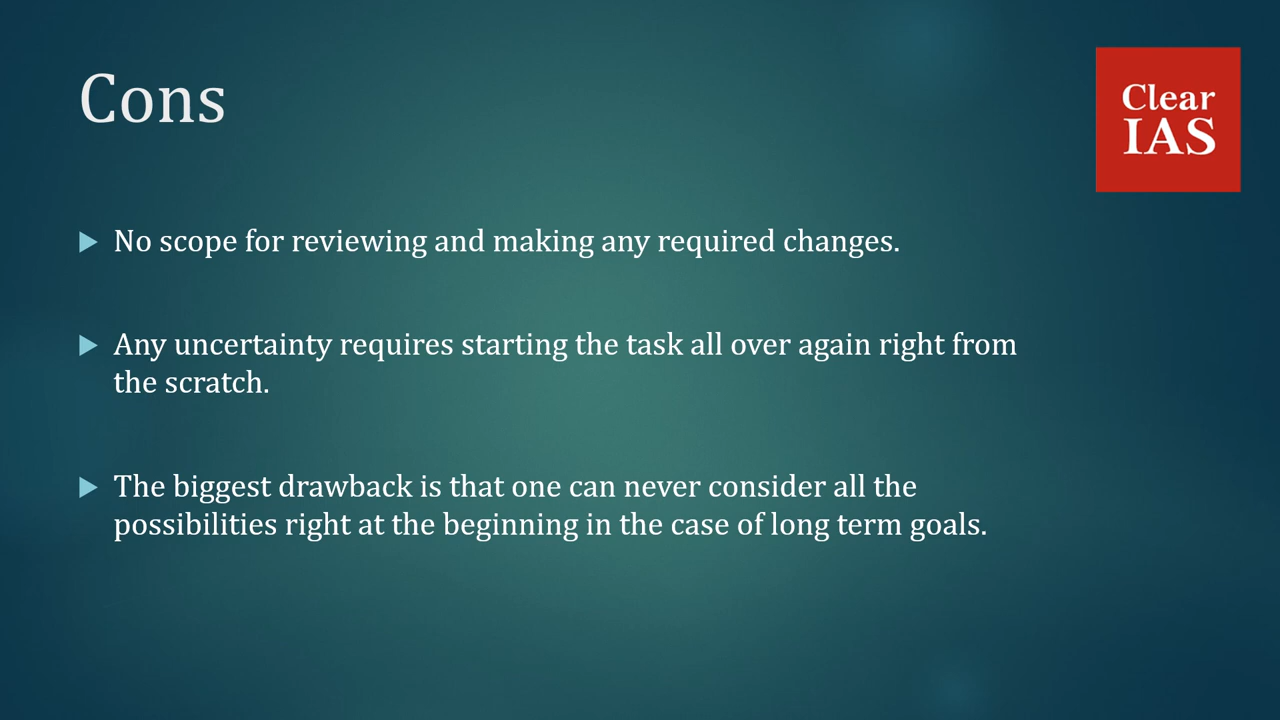 Cons
Clear
IAS
No scope for reviewing and making any required changes.
Any uncertainty requires starting the task all over again right from
the scratch.
The biggest drawback is that one can never consider all the
possibilities right at the beginning in the case of long term goals.